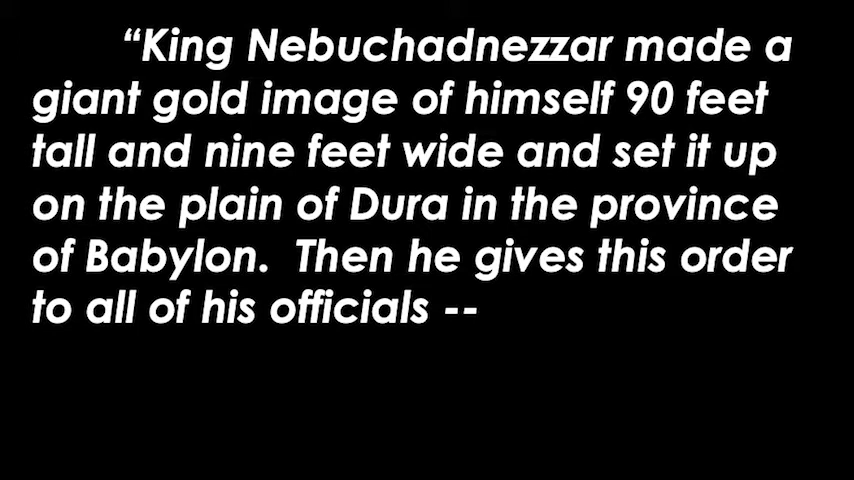 “King Nebuchadnezzar made a
giant gold image of himself 90 feet
tall and nine feet wide and set it up
on the plain of Dura in the province
of Babylon.  Then he gives this order
to all of his officials --